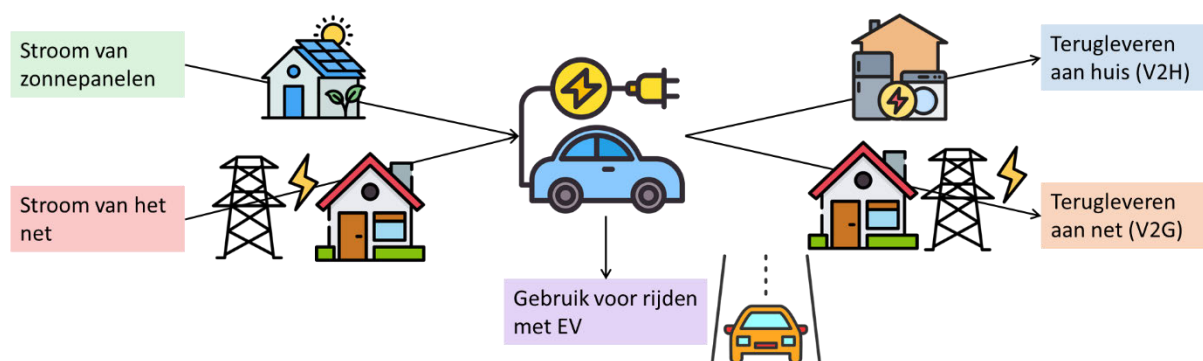 Stroom van
zonnepanelen
Terugleveren
aan huis (V2H)
Stroom van het
net
Terugleveren
aan net (V2G)
Gebruik voor rijden
met EV